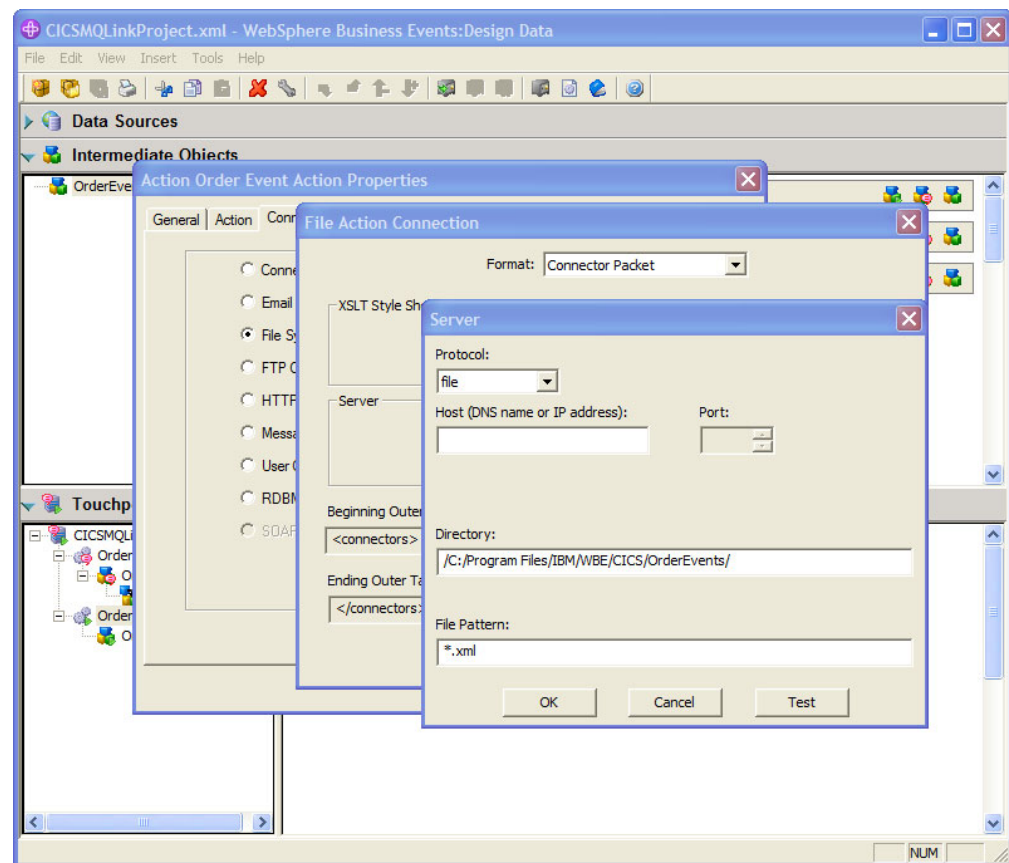 CICSMQLinkProject.xml - WebSphere Business Events:Design Data
File Edit View Insert Tools Help
Data Sources
Intermediate Objects
OrderEve
Action Order Event Action Properties
General Action Conn
Conne
Email
File Sy
FTP C
HTTP
Messa
User
RDBM
SOAP
File Action Connection
Format: Connector Packet
XSLT Style Sh
Server
Beginning Outer
<connectors>
Ending Outer Ta
</connectors>
Server
Protocol:
file
Host (DNS name or IP address): Port:
Directory:
/C:/Program Files/IBM/WBE/CICS/OrderEvents/
File Pattern:
*.xml
OK Cancel Test
Touchp
CICSMQLi
Order
O
Order
O
NUM